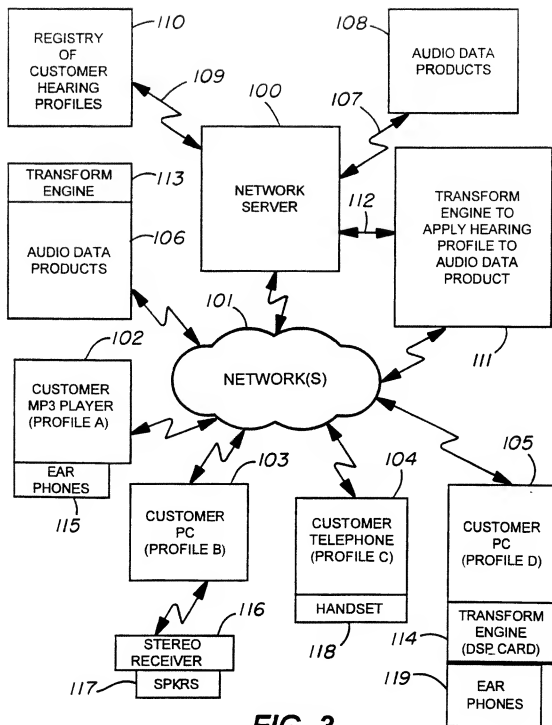 110
REGISTRY
OF
CUSTOMER
HEARING
PROFILES
109
100
NETWORK
SERVER
108
AUDIO DATA
PRODUCTS
107
TRANSFORM
ENGINE
113
AUDIO DATA
PRODUCTS
106
112
TRANSFORM
ENGINE TO
APPLY HEARING
PROFILE TO
AUDIO DATA
PRODUCT
111
101
NETWORK(S)
102
CUSTOMER
MP3 PLAYER
(PROFILE A)
EAR
PHONES
115
103
CUSTOMER
PC
(PROFILE B)
116
STEREO
RECEIVER
117
SPKRS
104
CUSTOMER
TELEPHONE
(PROFILE C)
HANDSET
118
105
CUSTOMER
PC
(PROFILE D)
114
TRANSFORM
ENGINE
(DSP CARD)
119
EAR
PHONES